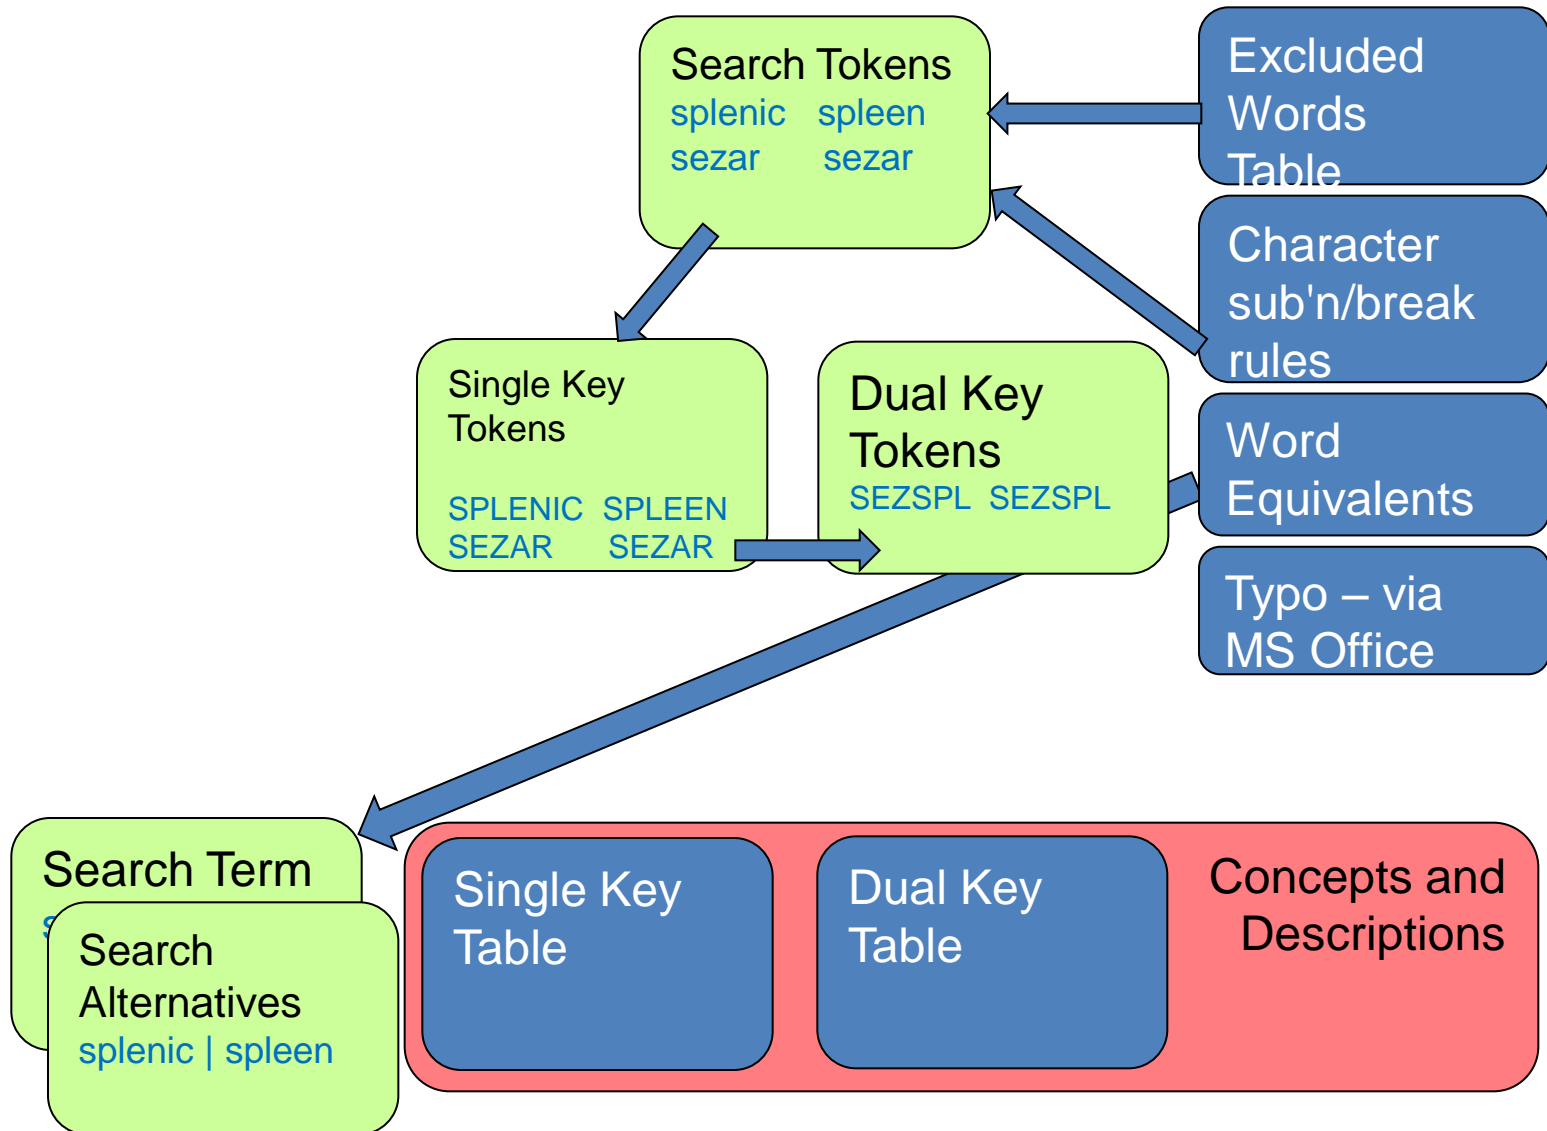 Search Tokens
splenic spleen
sezar sezar
Excluded
Words
Table
Character
sub'n/break
rules
Single Key
Tokens
SPLENIC SPLEEN
SEZAR SEZAR
Dual Key
Tokens
SEZSPL SEZSPL
Word
Equivalents
Typo – via
MS Office
Search Term
Search
Alternatives
splenic | spleen
Single Key
Table
Dual Key
Table
Concepts and
Descriptions